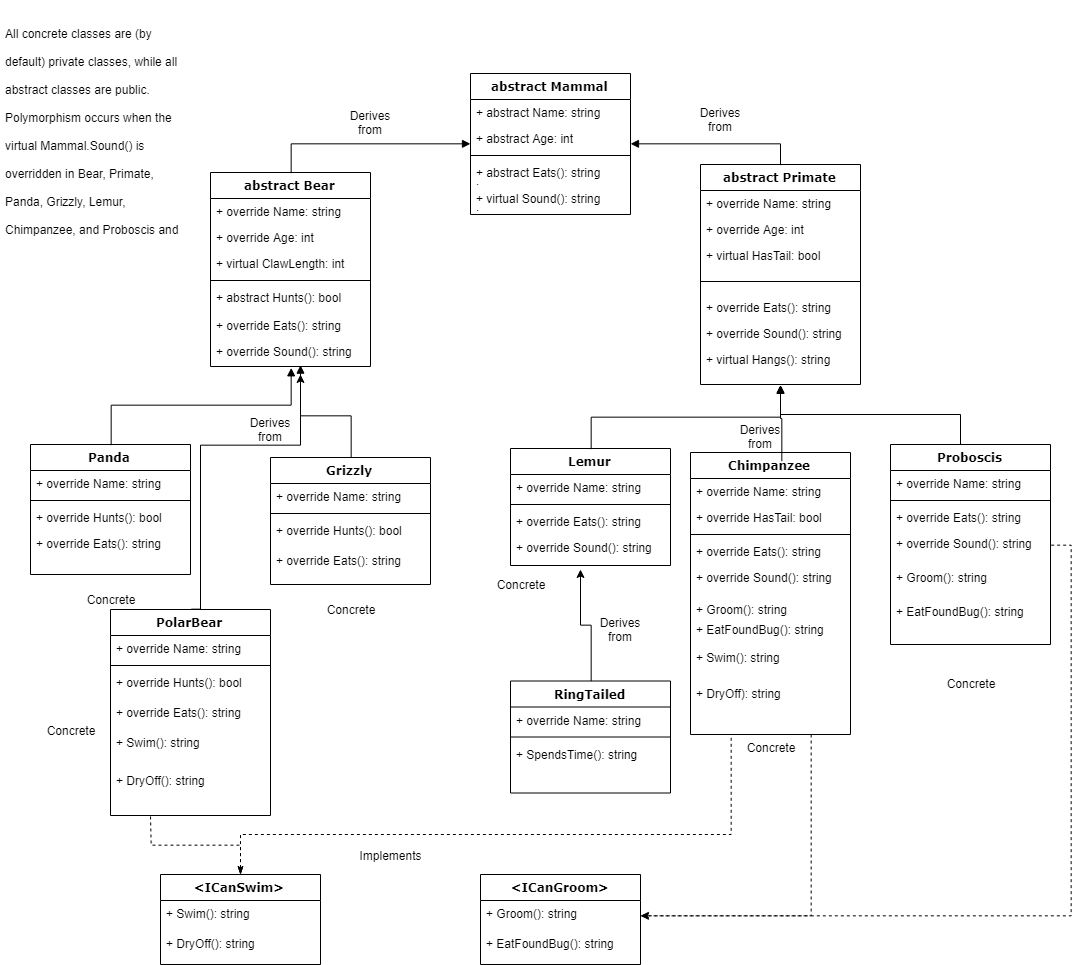 All concrete classes are (by
default) private classes, while all
abstract classes are public.
Polymorphism occurs when the
virtual Mammal.Sound() is
overridden in Bear, Primate,
Panda, Grizzly, Lemur,
Chimpanzee, and Proboscis and
abstract Mammal
+ abstract Name: string
+ abstract Age: int
+ abstract Eats(): string
+ virtual Sound(): string
Derives
from
Derives
from
abstract Bear
+ override Name: string
+ override Age: int
+ virtual ClawLength: int
+ abstract Hunts(): bool
+ override Eats(): string
+ override Sound(): string
abstract Primate
+ override Name: string
+ override Age: int
+ virtual HasTail: bool
+ override Eats(): string
+ override Sound(): string
+ virtual Hangs(): string
Derives
from
Derives
from
Panda
+ override Name: string
+ override Hunts(): bool
+ override Eats(): string
Concrete
Grizzly
+ override Name: string
+ override Hunts(): bool
+ override Eats(): string
Concrete
Lemur
+ override Name: string
+ override Eats(): string
+ override Sound(): string
Concrete
Chimpanzee
+ override Name: string
+ override HasTail: bool
+ override Eats(): string
+ override Sound(): string
+ Groom(): string
+ EatFoundBug(): string
+ Swim(): string
+ DryOff): string
Concrete
Proboscis
+ override Name: string
+ override Eats(): string
+ override Sound(): string
+ Groom(): string
+ EatFoundBug(): string
Concrete
PolarBear
+ override Name: string
+ override Hunts(): bool
+ override Eats(): string
+ Swim(): string
+ DryOff(): string
Concrete
Derives
from
RingTailed
+ override Name: string
+ SpendsTime(): string
Implements
<ICanSwim>
+ Swim(): string
+ DryOff(): string
<ICanGroom>
+ Groom(): string
+ EatFoundBug(): string